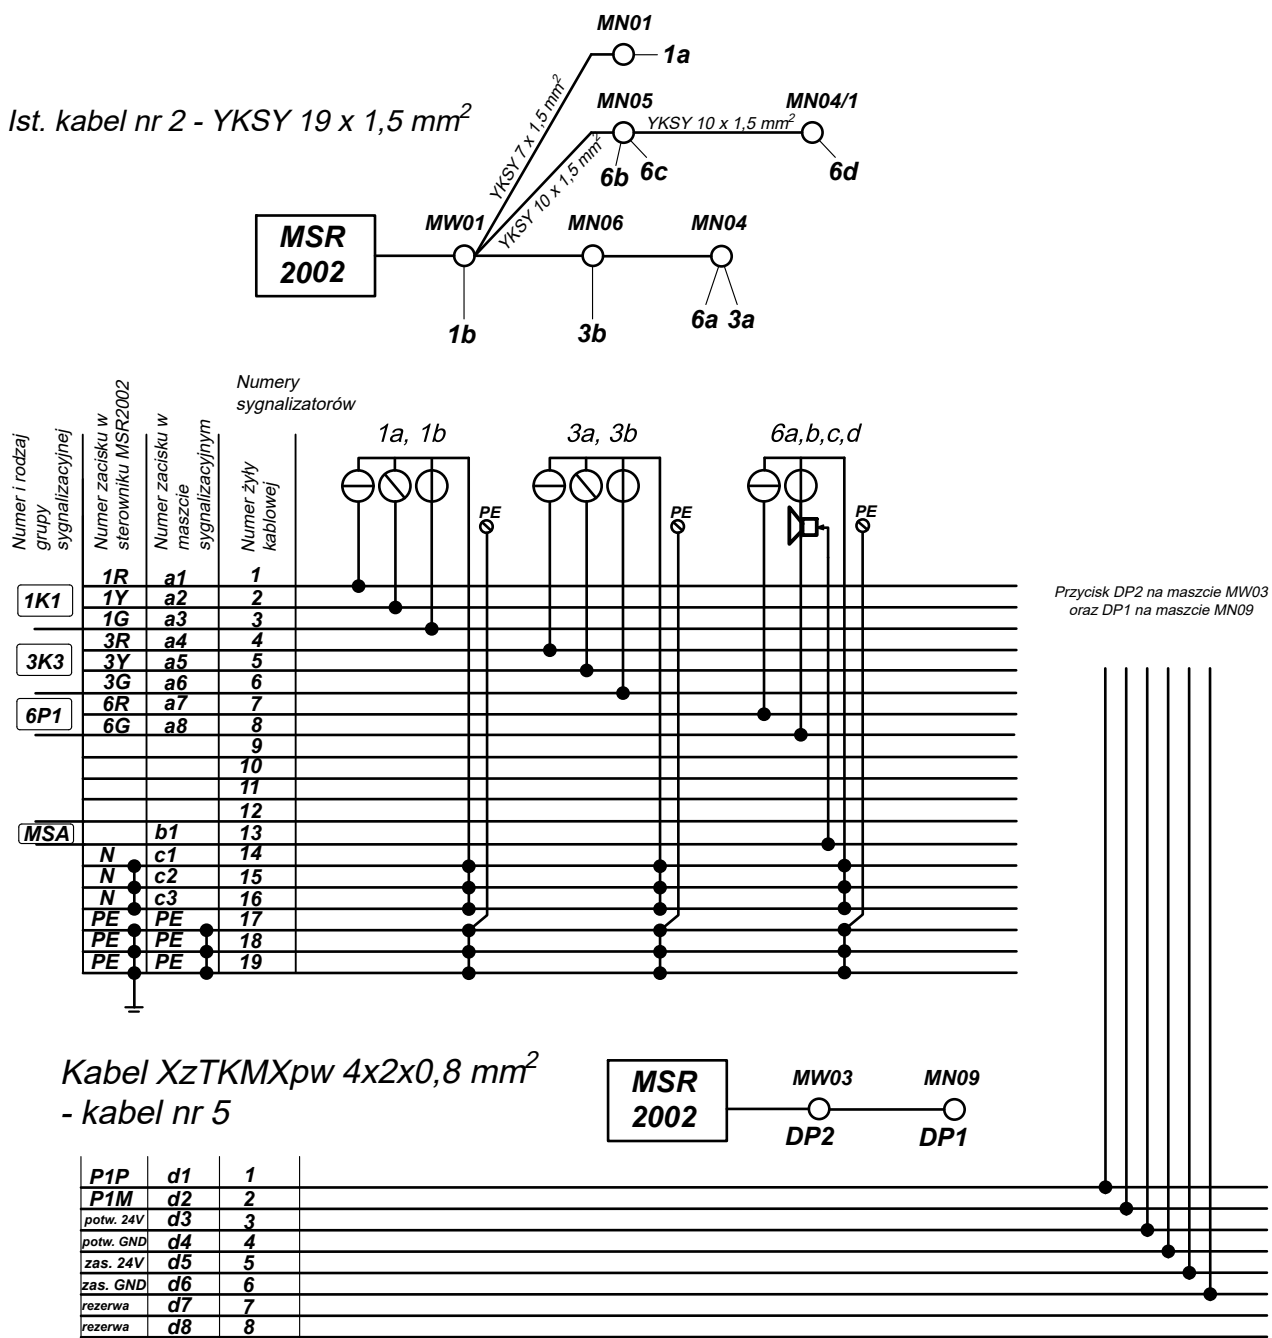 MN01
1a
Ist. kabel nr 2 - YKSY 19 x 1,5 mm²
YKSY 7 x 1,5 mm²
MN05
YKSY 10 x 1,5 mm²
MN04/1
6b 6c
6d
YKSY 10 x 1,5 mm²
MSR
2002
MW01
MN06
MN04
1b
3b
6a 3a
Numer i rodzaj
grupy
sygnalizacyjnej
Numer zacisku w
sterowniku MSR2002
Numer zacisku w
maszcie
sygnalizacyjnym
Numery
sygnalizatorów
Numer żyły
kablowej
1a, 1b
3a, 3b
6a,b,c,d
PE
PE
PE
1K1
3K3
6P1
MSA
1R a1 1
1Y a2 2
1G a3 3
3R a4 4
3Y a5 5
3G a6 6
6R a7 7
6G a8 8
9
10
11
12
b1 13
N c1 14
N c2 15
N c3 16
PE PE 17
PE PE 18
PE PE 19
Przycisk DP2 na maszcie MW03
oraz DP1 na maszcie MN09
Kabel XzTKMXpw 4x2x0,8 mm²
- kabel nr 5
MSR
2002
MW03
MN09
DP2
DP1
P1P d1 1
P1M d2 2
potw. 24V d3 3
potw. GND d4 4
zas. 24V d5 5
zas. GND d6 6
rezerwa d7 7
rezerwa d8 8